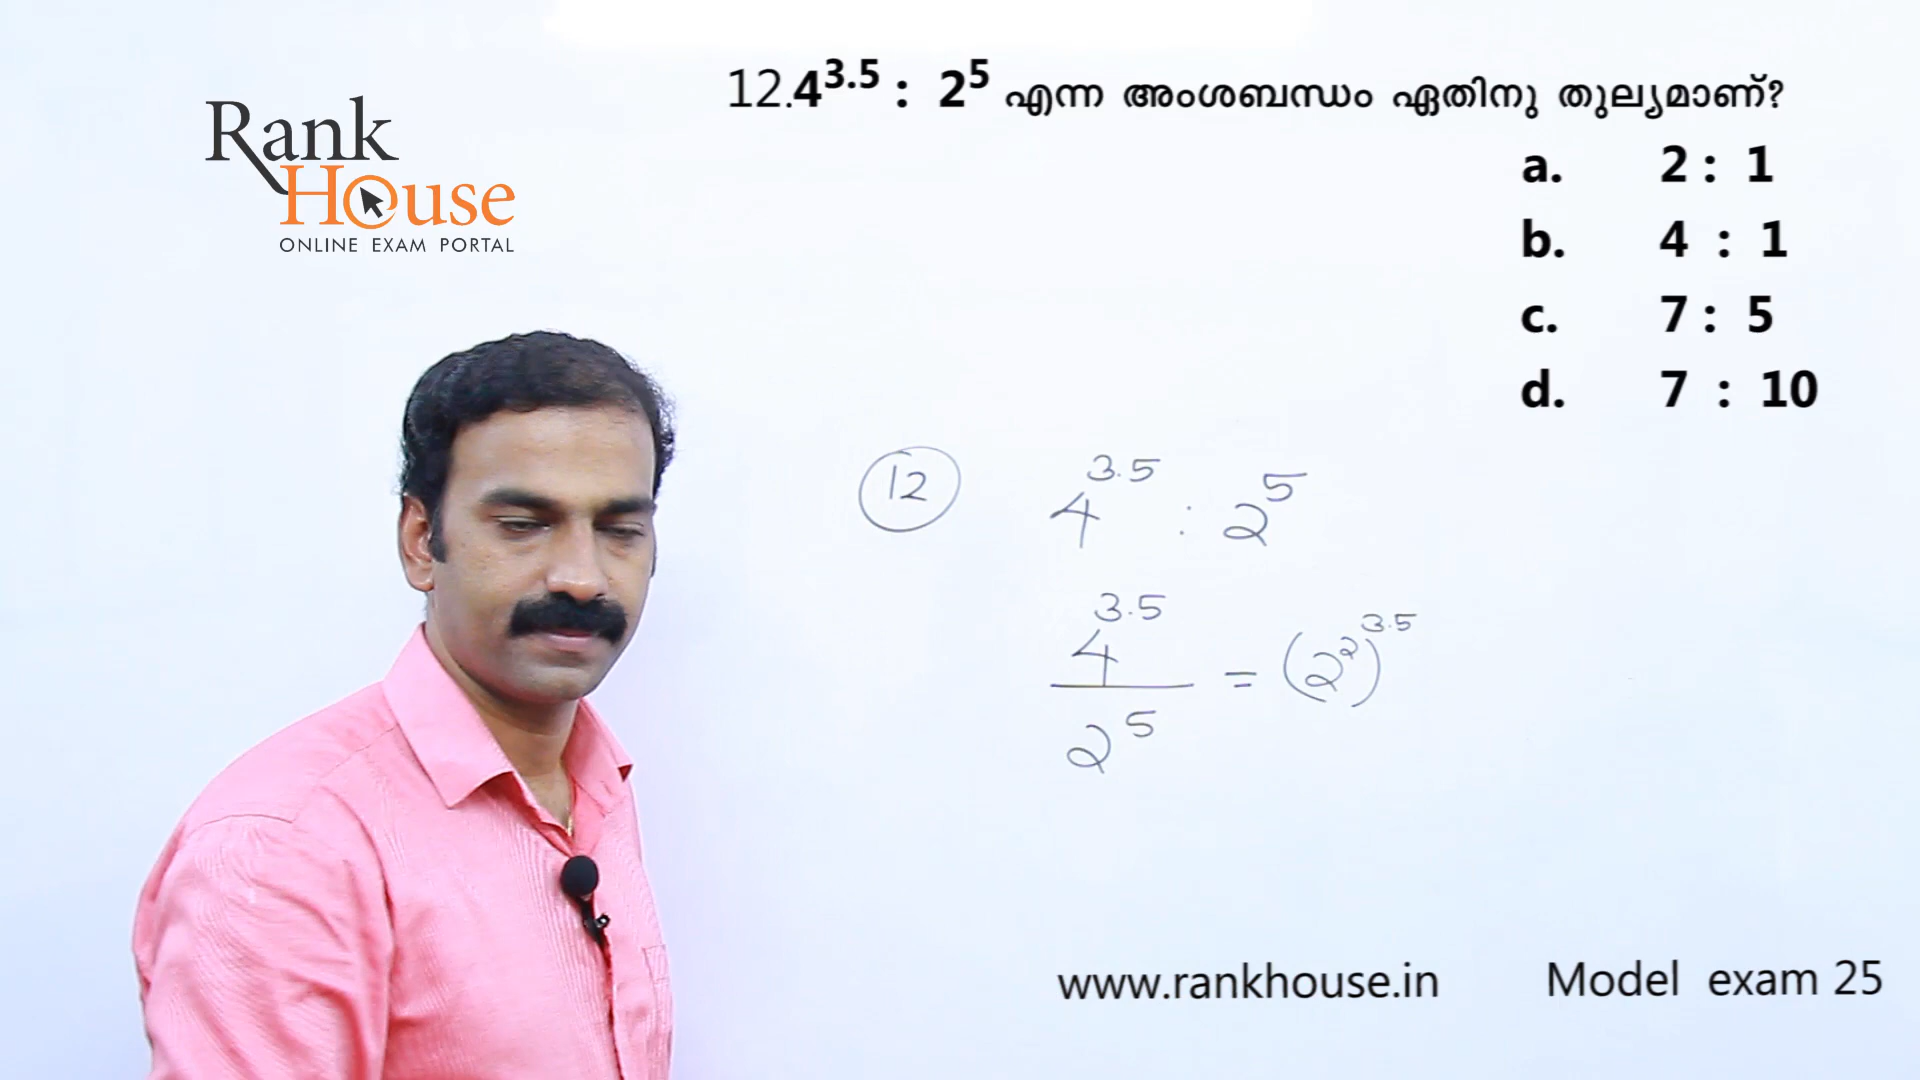 Rank
House
ONLINE EXAM PORTAL
12.4^3.5 : 2^5 എന്ന അംശബന്ധം ഏതിനു തുല്യമാണ്?
a. 2 : 1
b. 4 : 1
c. 7 : 5
d. 7 : 10
12 4^3.5 : 2^5
4^3.5 / 2^5 = (2^2)^3.5
www.rankhouse.in Model exam 25